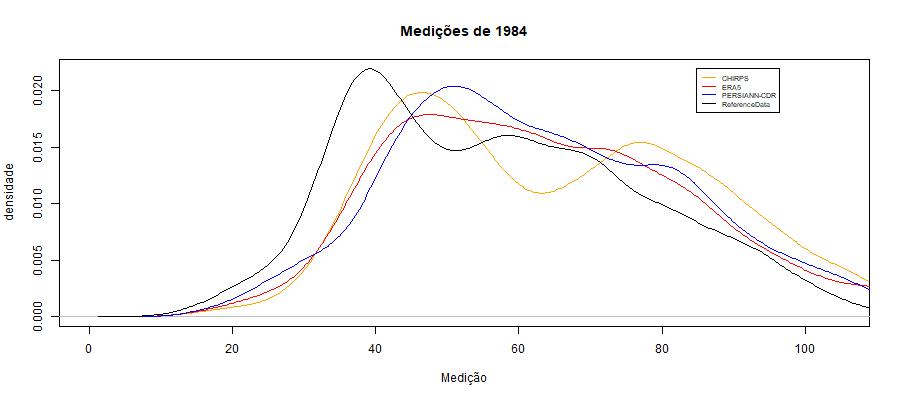 Medições de 1984
CHIRPS
ERA5
PERSIANN-CDR
ReferenceData
densidade
0.020
0.015
0.010
0.005
0.000
0 20 40 60 80 100
Medição